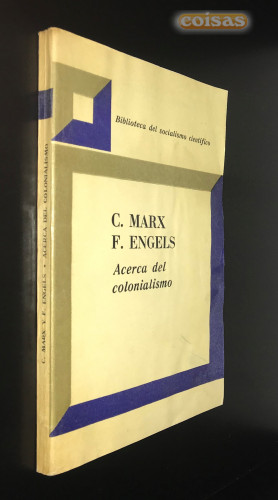 coisas
Biblioteca del socialismo científico
C. MARX
F. ENGELS
Acerca del
colonialismo
C. MARX Y F. ENGELS • ACERCA DEL COLONIALISMO